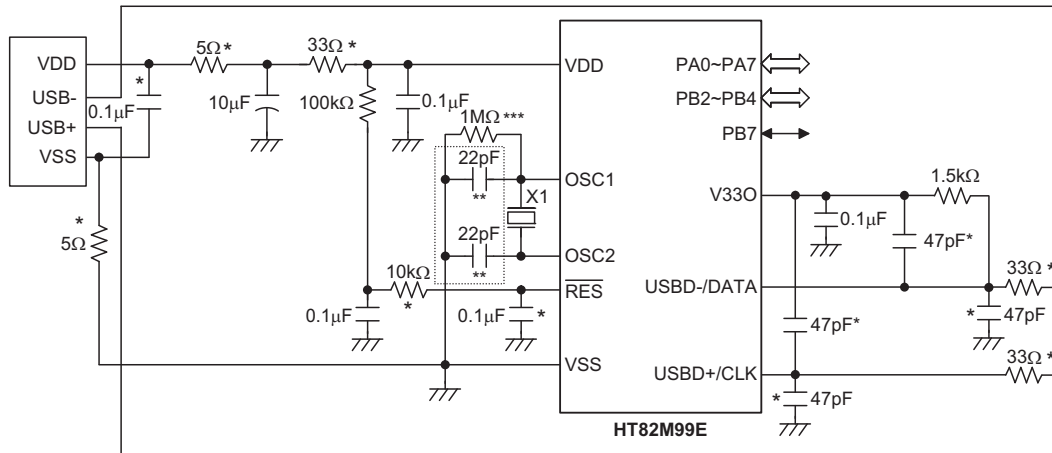 VDD
USB-
USB+
VSS
*
0.1μF
5Ω*
10μF
33Ω *
100kΩ
0.1μF
1MΩ ***
22pF
**
X1
22pF
**
*
5Ω
10kΩ
*
0.1μF
0.1μF *
VDD
OSC1
OSC2
RES
VSS
PA0~PA7
PB2~PB4
PB7
V33O
USBD-/DATA
USBD+/CLK
HT82M99E
1.5kΩ
0.1μF
47pF*
33Ω *
47pF*
* 47pF
33Ω *
* 47pF